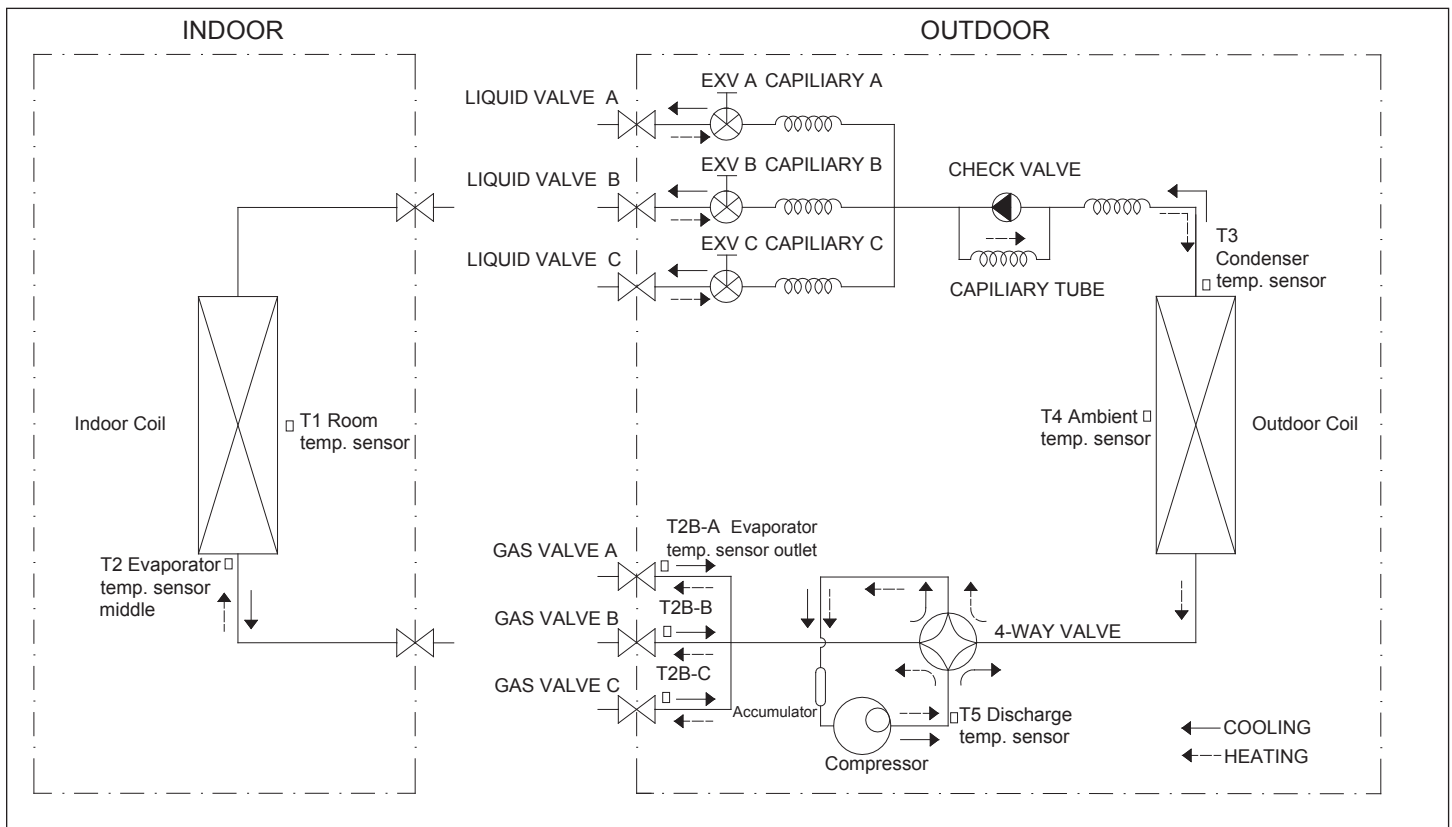 INDOOR
OUTDOOR
LIQUID VALVE A
EXV A CAPILIARY A
LIQUID VALVE B
EXV B CAPILIARY B
CHECK VALVE
LIQUID VALVE C
EXV C CAPILIARY C
CAPILIARY TUBE
T3
Condenser
temp. sensor
Indoor Coil
T1 Room
temp. sensor
T4 Ambient
temp. sensor
Outdoor Coil
T2 Evaporator
temp. sensor
middle
GAS VALVE A
T2B-A Evaporator
temp. sensor outlet
GAS VALVE B
T2B-B
4-WAY VALVE
GAS VALVE C
T2B-C
Accumulator
T5 Discharge
temp. sensor
Compressor
COOLING
HEATING